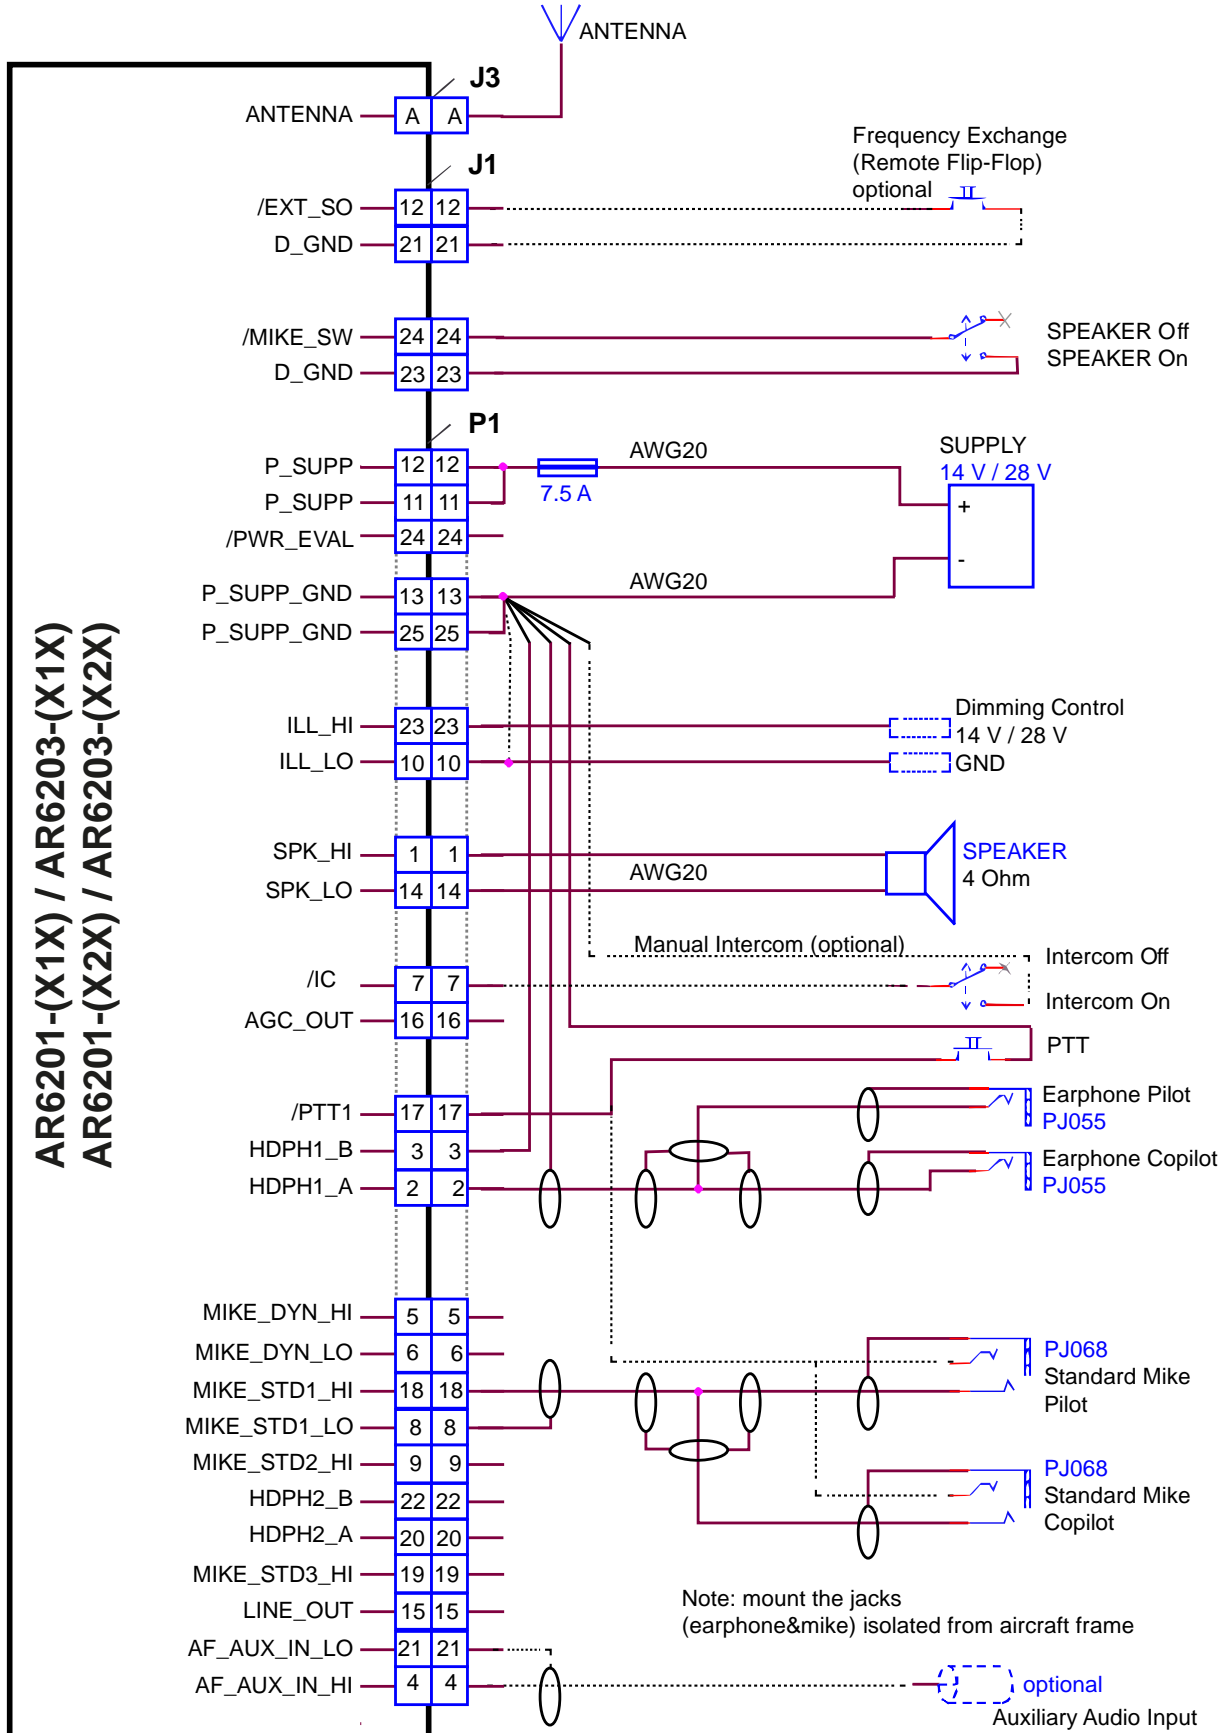 ANTENNA
J3
ANTENNA A A
Frequency Exchange
(Remote Flip-Flop)
optional
J1
/EXT_SO 12 12
D_GND 21 21
/MIKE_SW 24 24
SPEAKER Off
D_GND 23 23
SPEAKER On
P1
P_SUPP 12 12
AWG20
SUPPLY
14 V / 28 V
P_SUPP 11 11
7.5 A
+
/PWR_EVAL 24 24
-
P_SUPP_GND 13 13
AWG20
P_SUPP_GND 25 25
AR6201-(X1X) / AR6203-(X1X)
AR6201-(X2X) / AR6203-(X2X)
ILL_HI 23 23
Dimming Control
14 V / 28 V
ILL_LO 10 10
GND
SPK_HI 1 1
SPEAKER
SPK_LO 14 14
AWG20
4 Ohm
Manual Intercom (optional)
Intercom Off
/IC 7 7
Intercom On
AGC_OUT 16 16
PTT
/PTT1 17 17
Earphone Pilot
PJ055
HDPH1_B 3 3
Earphone Copilot
PJ055
HDPH1_A 2 2
MIKE_DYN_HI 5 5
MIKE_DYN_LO 6 6
PJ068
Standard Mike
Pilot
MIKE_STD1_HI 18 18
MIKE_STD1_LO 8 8
MIKE_STD2_HI 9 9
PJ068
Standard Mike
Copilot
HDPH2_B 22 22
HDPH2_A 20 20
MIKE_STD3_HI 19 19
Note: mount the jacks
(earphone&mike) isolated from aircraft frame
LINE_OUT 15 15
AF_AUX_IN_LO 21 21
AF_AUX_IN_HI 4 4
optional
Auxiliary Audio Input